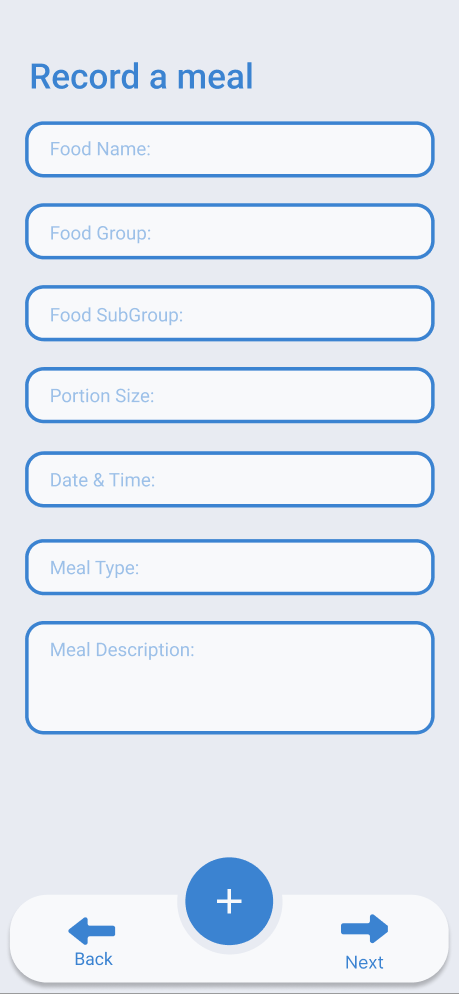 Record a meal
Food Name:
Food Group:
Food SubGroup:
Portion Size:
Date & Time:
Meal Type:
Meal Description:
+
Back
Next